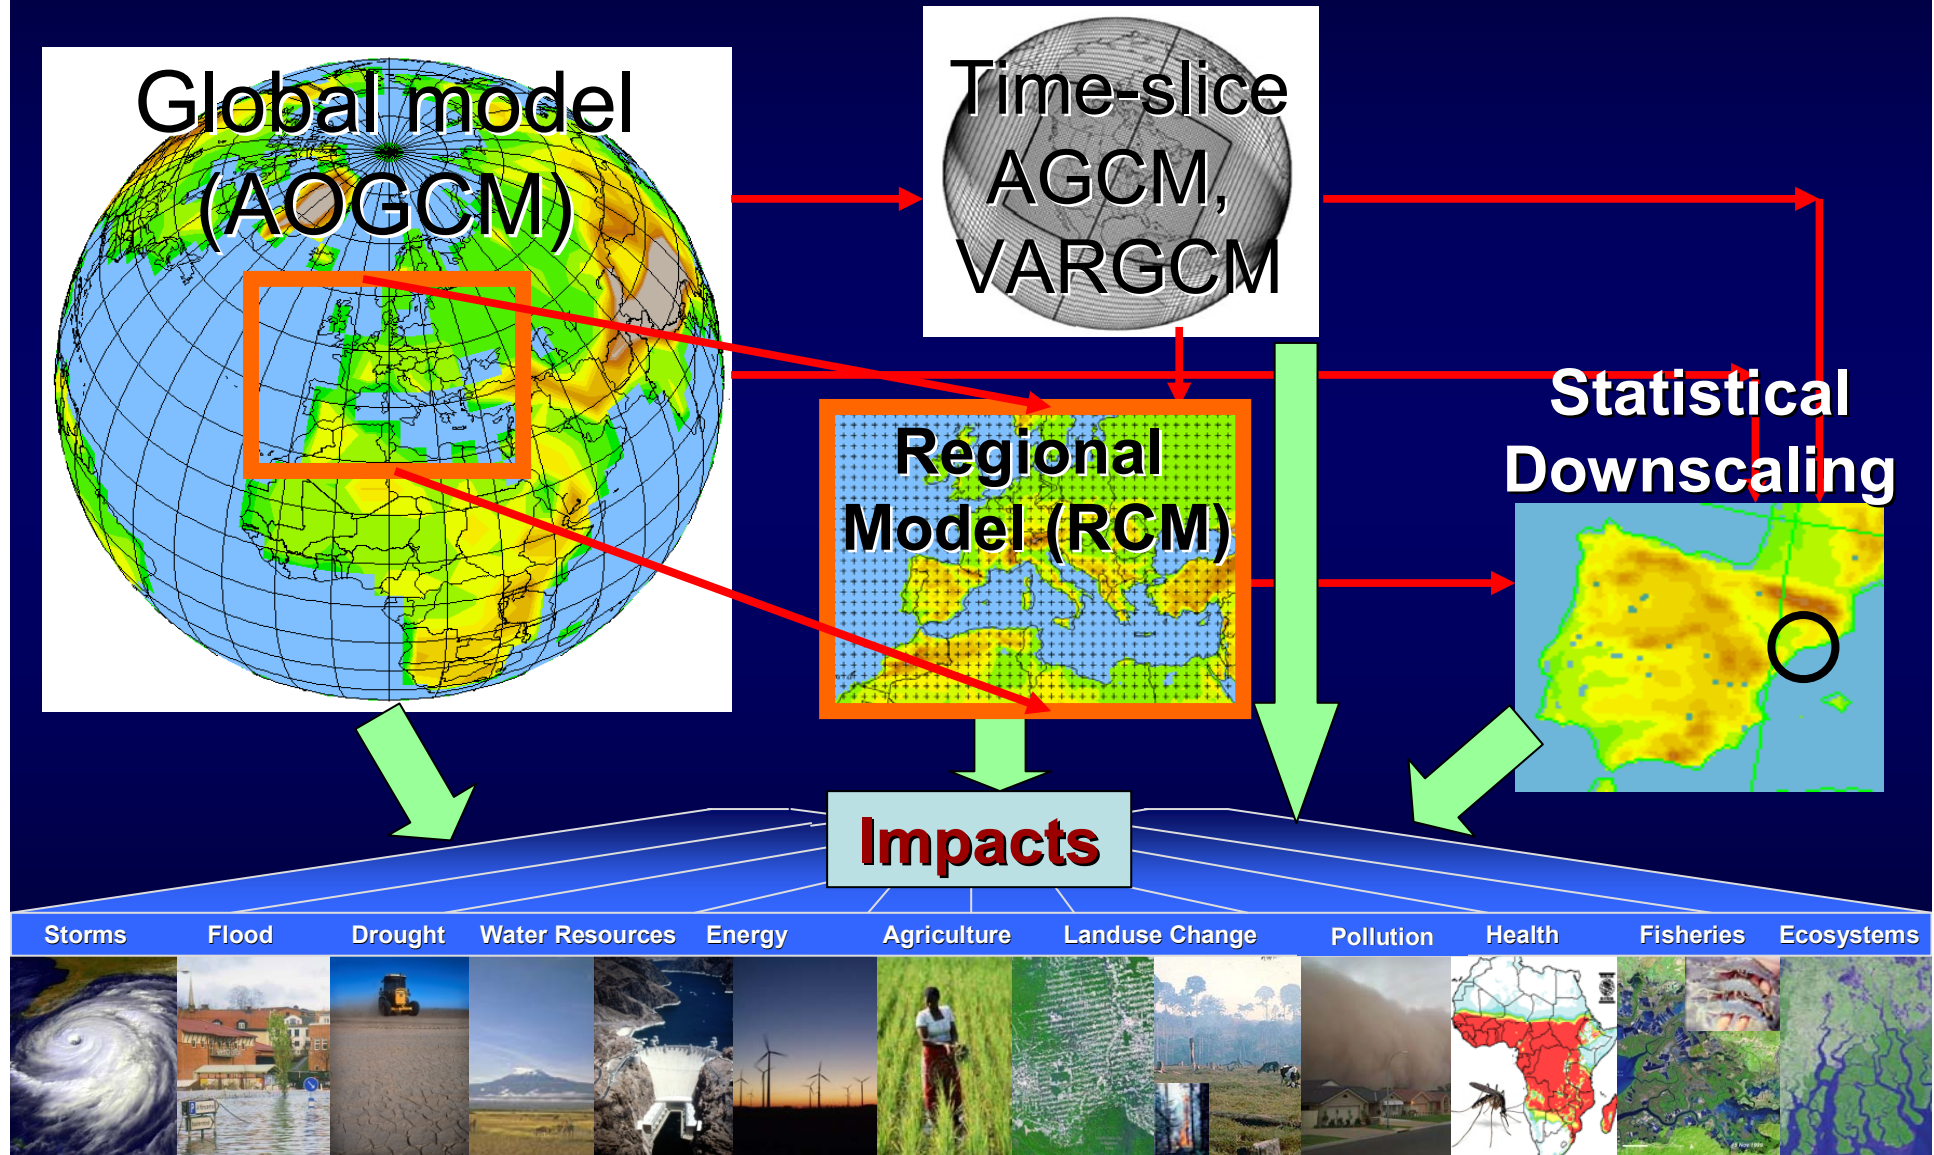 Global model
(AOGCM)
Time-slice
AGCM,
VARGCM
Statistical
Downscaling
Regional
Model (RCM)
Impacts
Storms
Flood
Drought
Water Resources
Energy
Agriculture
Landuse Change
Pollution
Health
Fisheries
Ecosystems